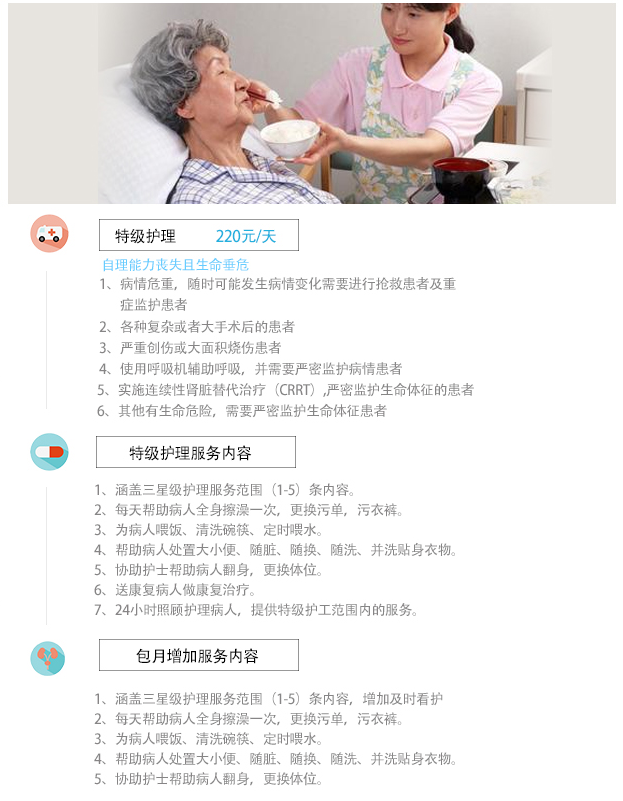 特级护理 220元/天
自理能力丧失且生命垂危
1、病情危重，随时可能发生病情变化需要进行抢救患者及重
症监护患者
2、各种复杂或者大手术后的患者
3、严重创伤或大面积烧伤患者
4、使用呼吸机辅助呼吸，并需要严密监护病情患者
5、实施连续性肾脏替代治疗（CRRT）,严密监护生命体征的患者
6、其他有生命危险，需要严密监护生命体征患者
特级护理服务内容
1、涵盖三星级护理服务范围（1-5）条内容。
2、每天帮助病人全身擦澡一次，更换污单，污衣裤。
3、为病人喂饭、清洗碗筷、定时喂水。
4、帮助病人处置大小便、随脏、随换、随洗、并洗贴身衣物。
5、协助护士帮助病人翻身，更换体位。
6、送康复病人做康复治疗。
7、24小时照顾护理病人，提供特级护工范围内的服务。
包月增加服务内容
1、涵盖三星级护理服务范围（1-5）条内容，增加及时看护
2、每天帮助病人全身擦澡一次，更换污单，污衣裤。
3、为病人喂饭、清洗碗筷、定时喂水。
4、帮助病人处置大小便、随脏、随换、随洗、并洗贴身衣物。
5、协助护士帮助病人翻身，更换体位。